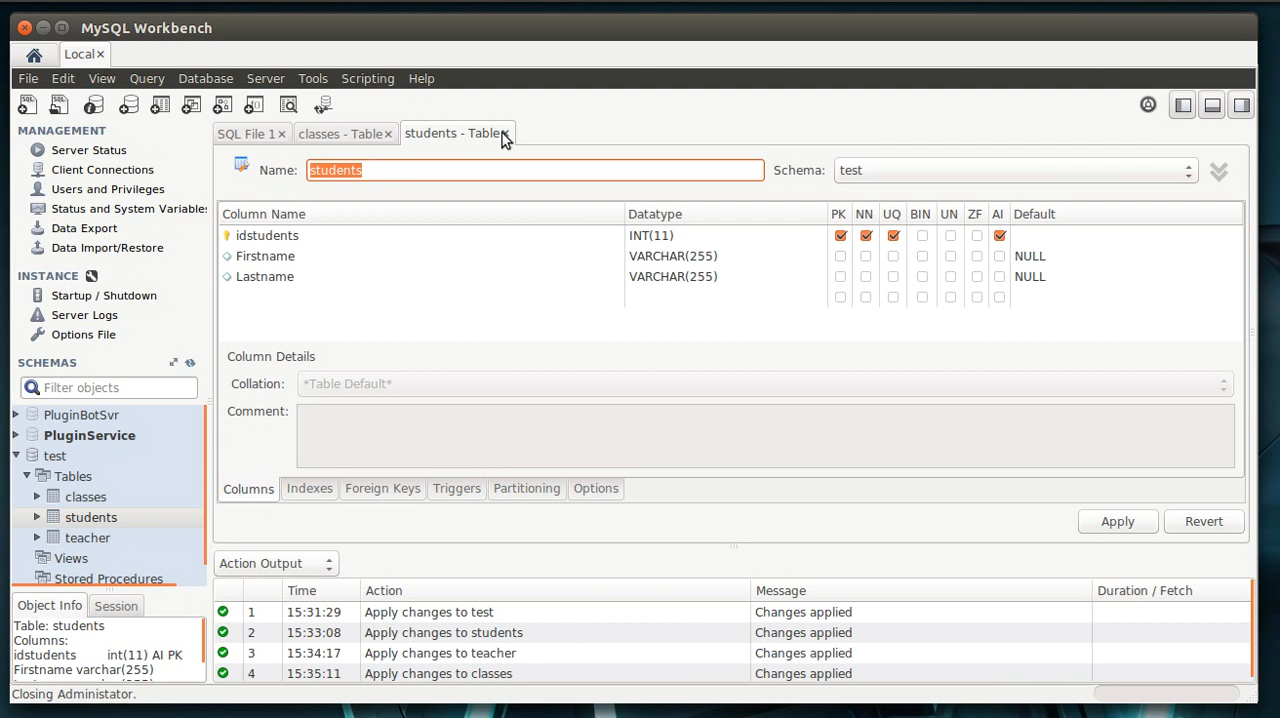 MySQL Workbench
Local
File Edit View Query Database Server Tools Scripting Help
MANAGEMENT
Server Status
Client Connections
Users and Privileges
Status and System Variables
Data Export
Data Import/Restore
INSTANCE
Startup / Shutdown
Server Logs
Options File
SCHEMAS
Filter objects
PluginBotSvr
PluginService
test
Tables
classes
students
teacher
Views
Stored Procedures
Object Info Session
Table: students
Columns:
idstudents int(11) AI PK
Firstname varchar(255)
SQL File 1 classes - Table students - Table
Name: students Schema: test
Column Name Datatype PK NN UQ BIN UN ZF AI Default
idstudents INT(11)
Firstname VARCHAR(255) NULL
Lastname VARCHAR(255) NULL
Column Details
Collation: *Table Default*
Comment:
Columns Indexes Foreign Keys Triggers Partitioning Options
Apply Revert
Action Output
Time Action Message Duration / Fetch
1 15:31:29 Apply changes to test Changes applied
2 15:33:08 Apply changes to students Changes applied
3 15:34:17 Apply changes to teacher Changes applied
4 15:35:11 Apply changes to classes Changes applied
Closing Administator.